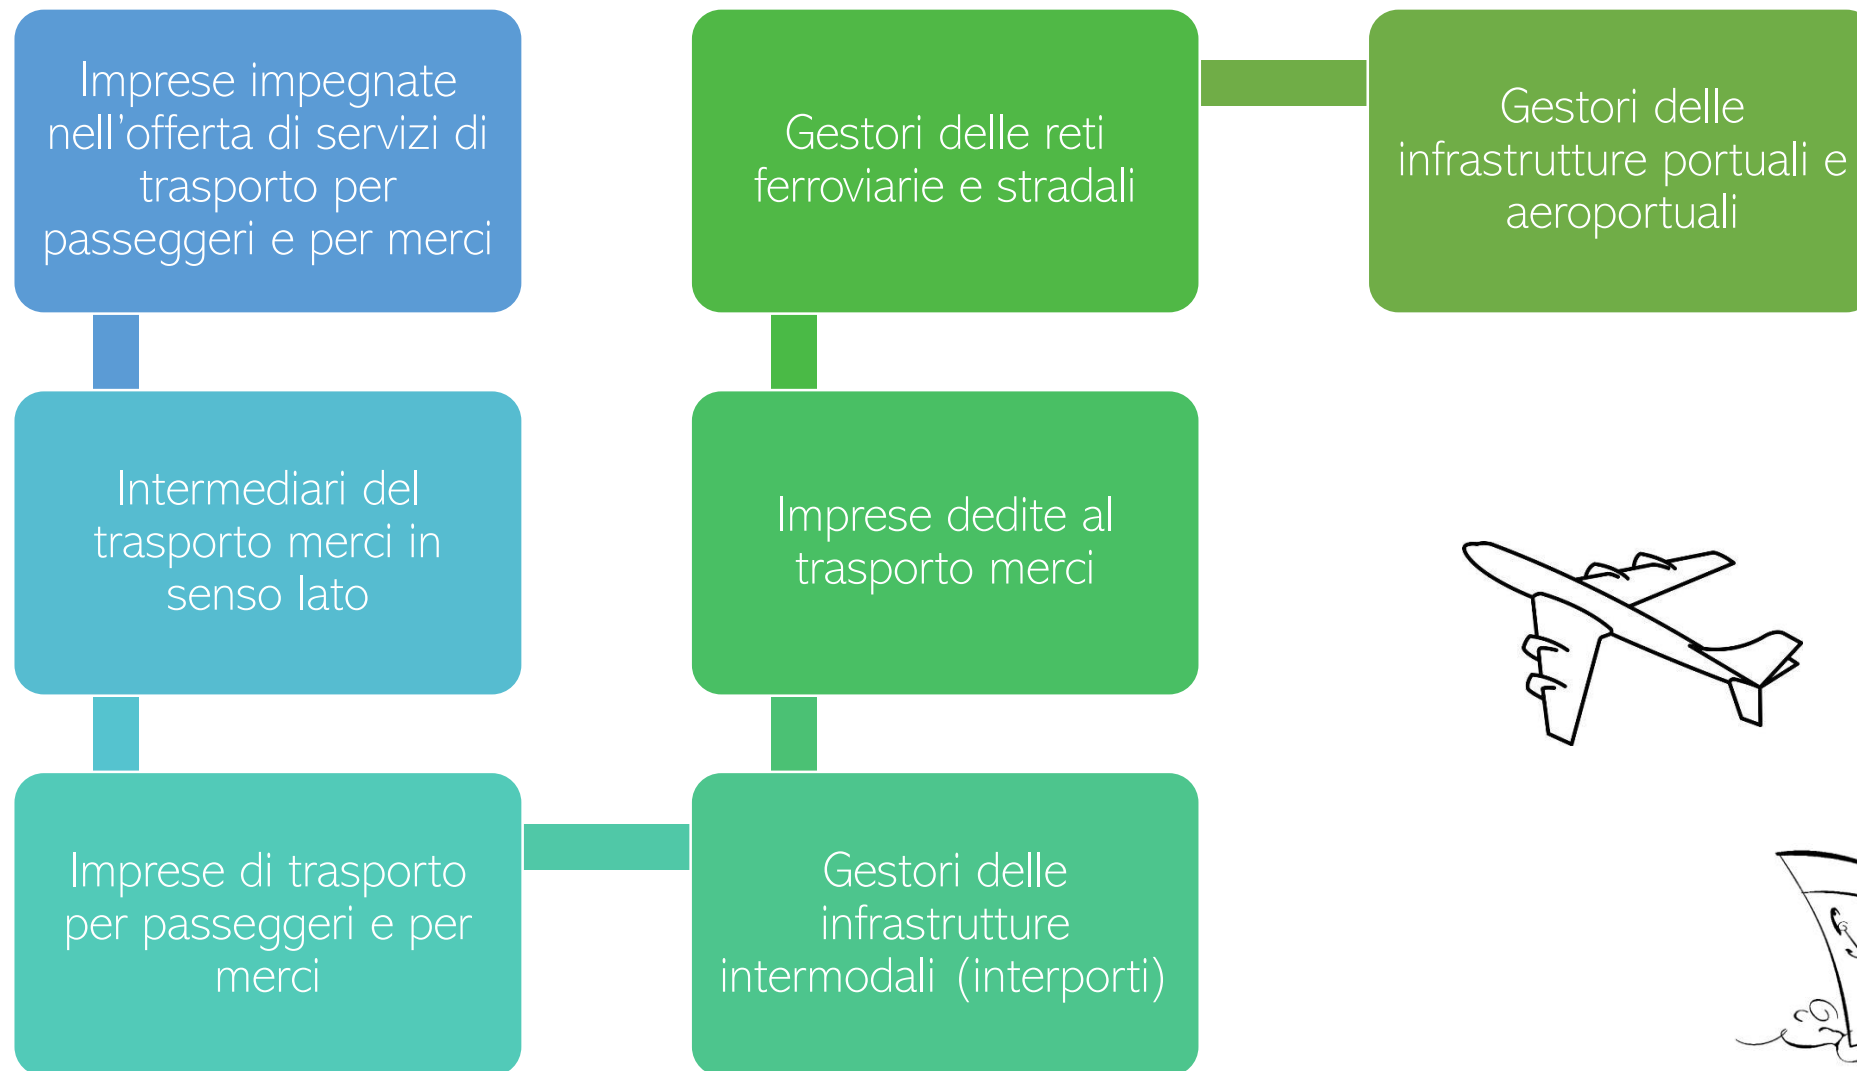 Imprese impegnate
nell'offerta di servizi di
trasporto per
passeggeri e per merci
Intermediari del
trasporto merci in
senso lato
Imprese di trasporto
per passeggeri e per
merci
Gestori delle
infrastrutture
intermodali (interporti)
Imprese dedite al
trasporto merci
Gestori delle reti
ferroviarie e stradali
Gestori delle
infrastrutture portuali e
aeroportuali